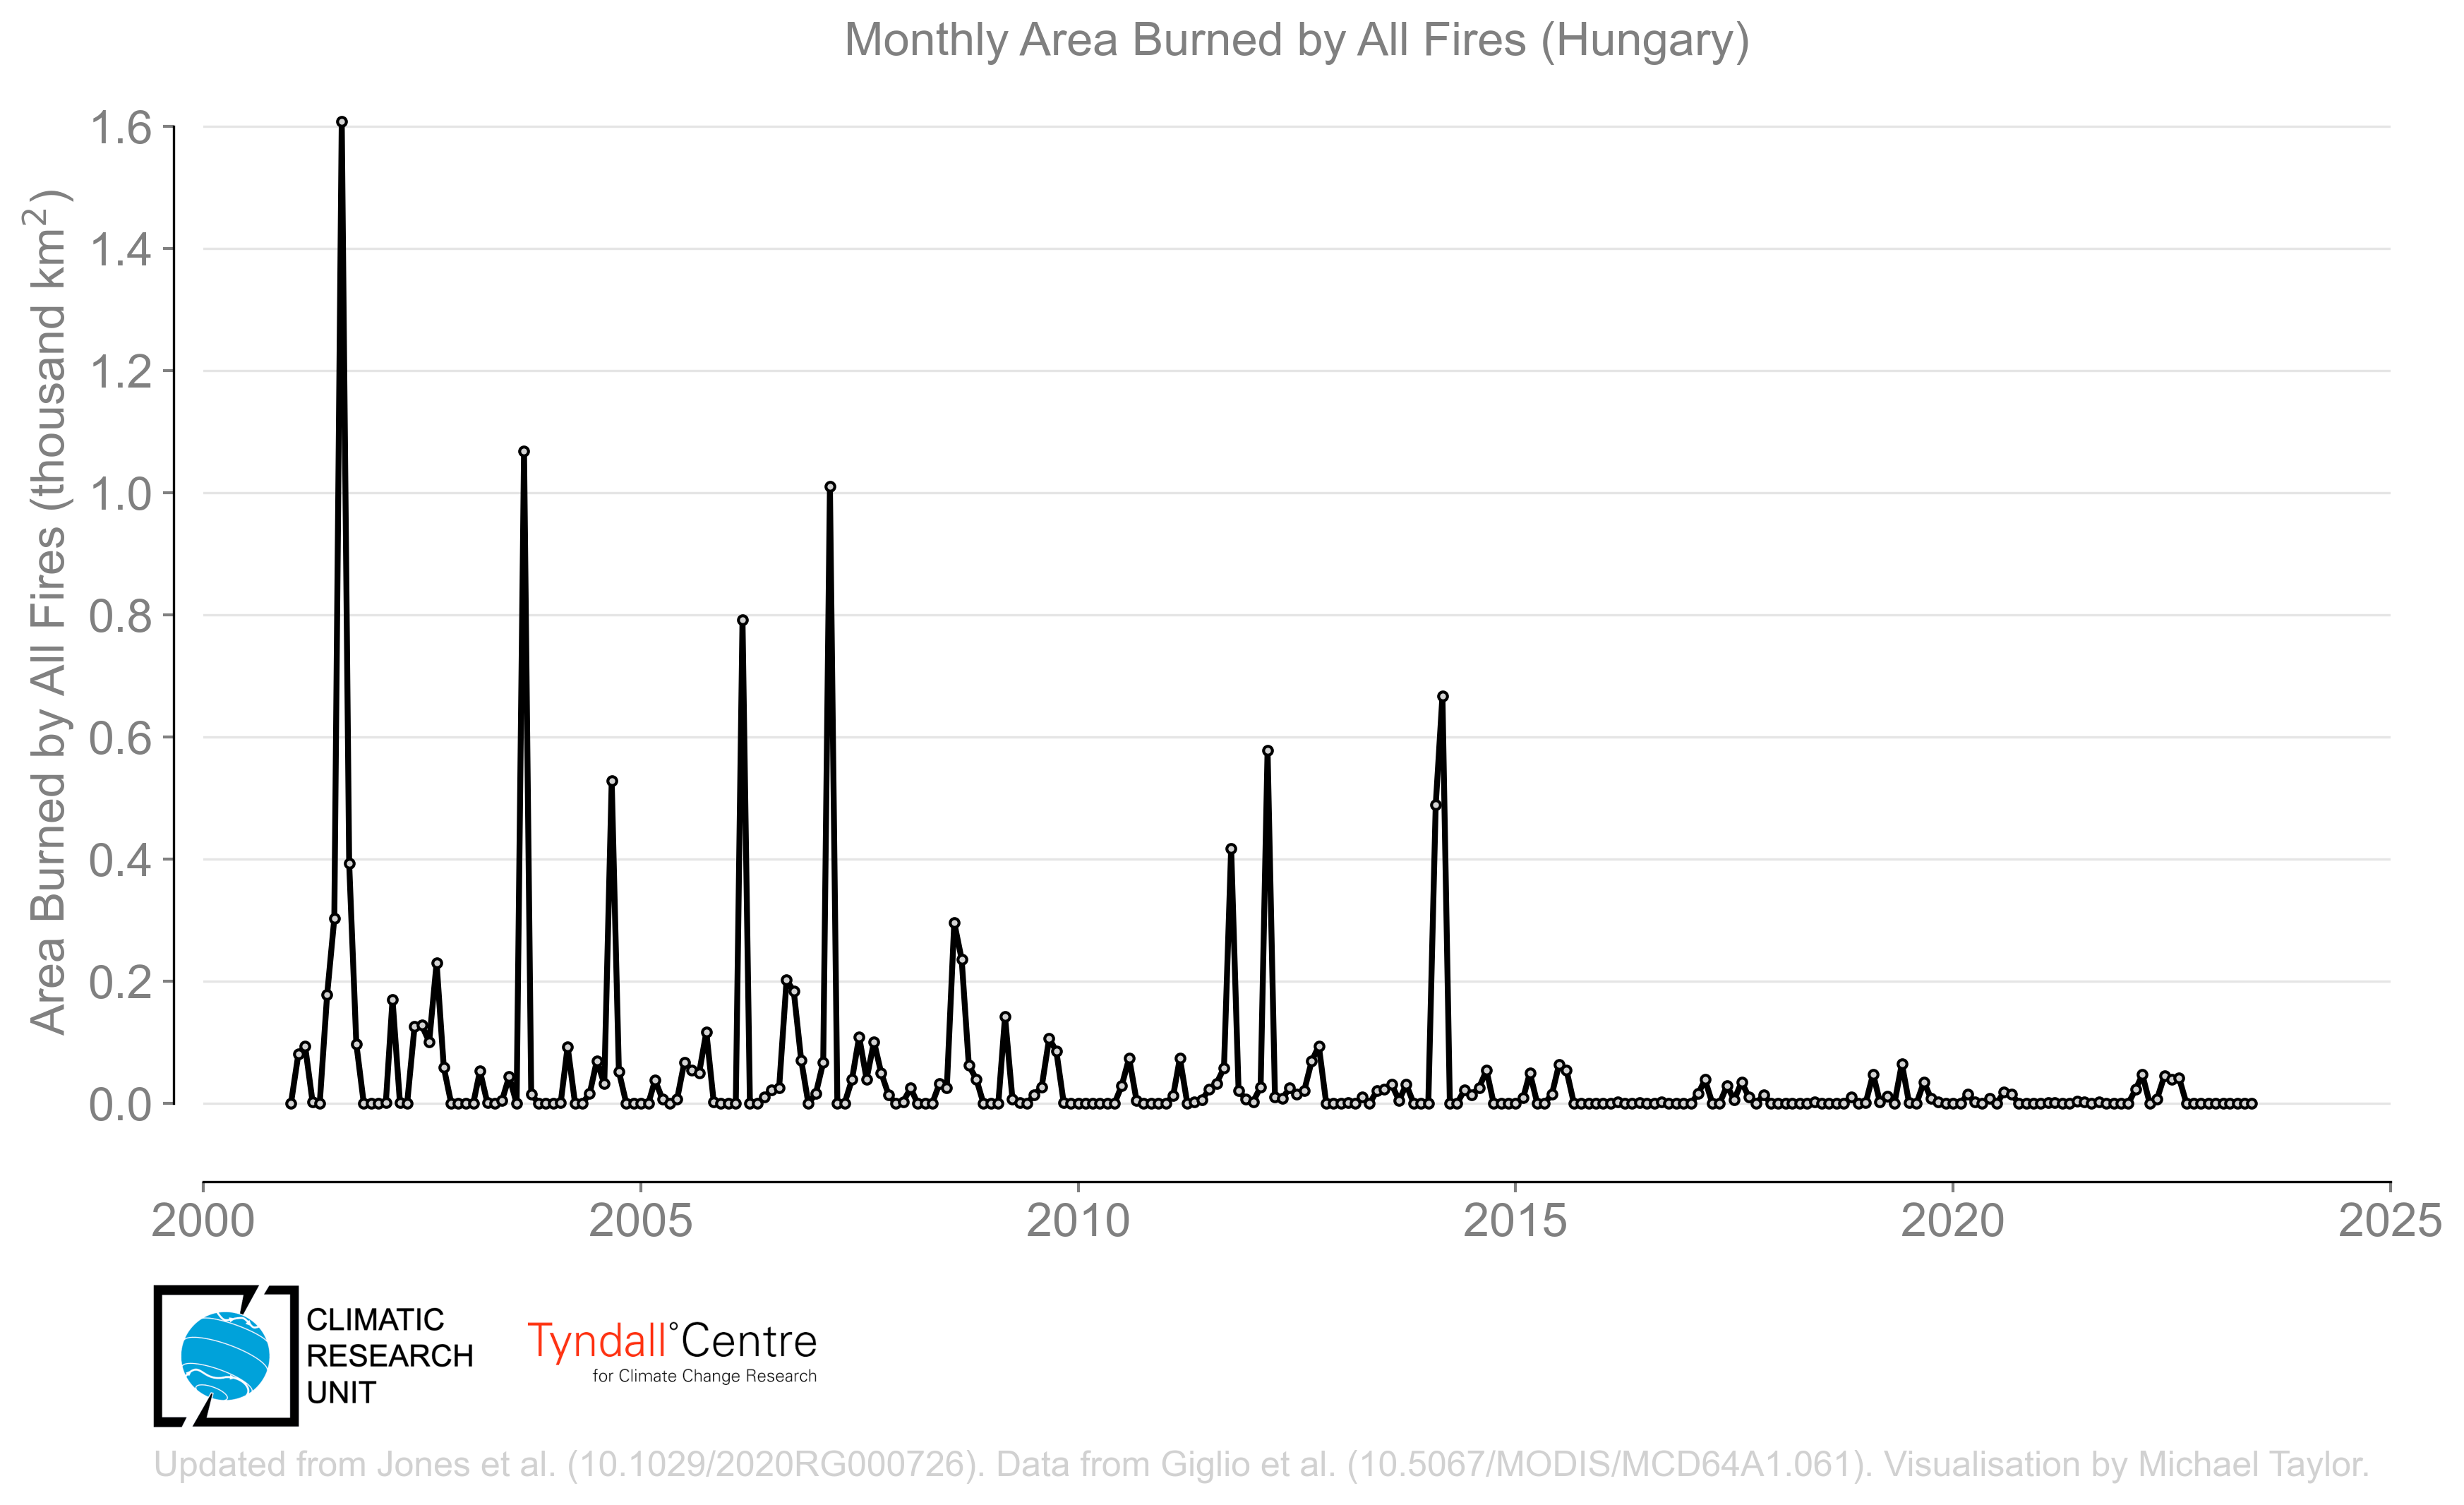 Monthly Area Burned by All Fires (Hungary)
Area Burned by All Fires (thousand km²)
1.6
1.4
1.2
1.0
0.8
0.6
0.4
0.2
0.0
2000 2005 2010 2015 2020 2025
CLIMATIC
RESEARCH
UNIT
Tyndall°Centre
for Climate Change Research
Updated from Jones et al. (10.1029/2020RG000726). Data from Giglio et al. (10.5067/MODIS/MCD64A1.061). Visualisation by Michael Taylor.